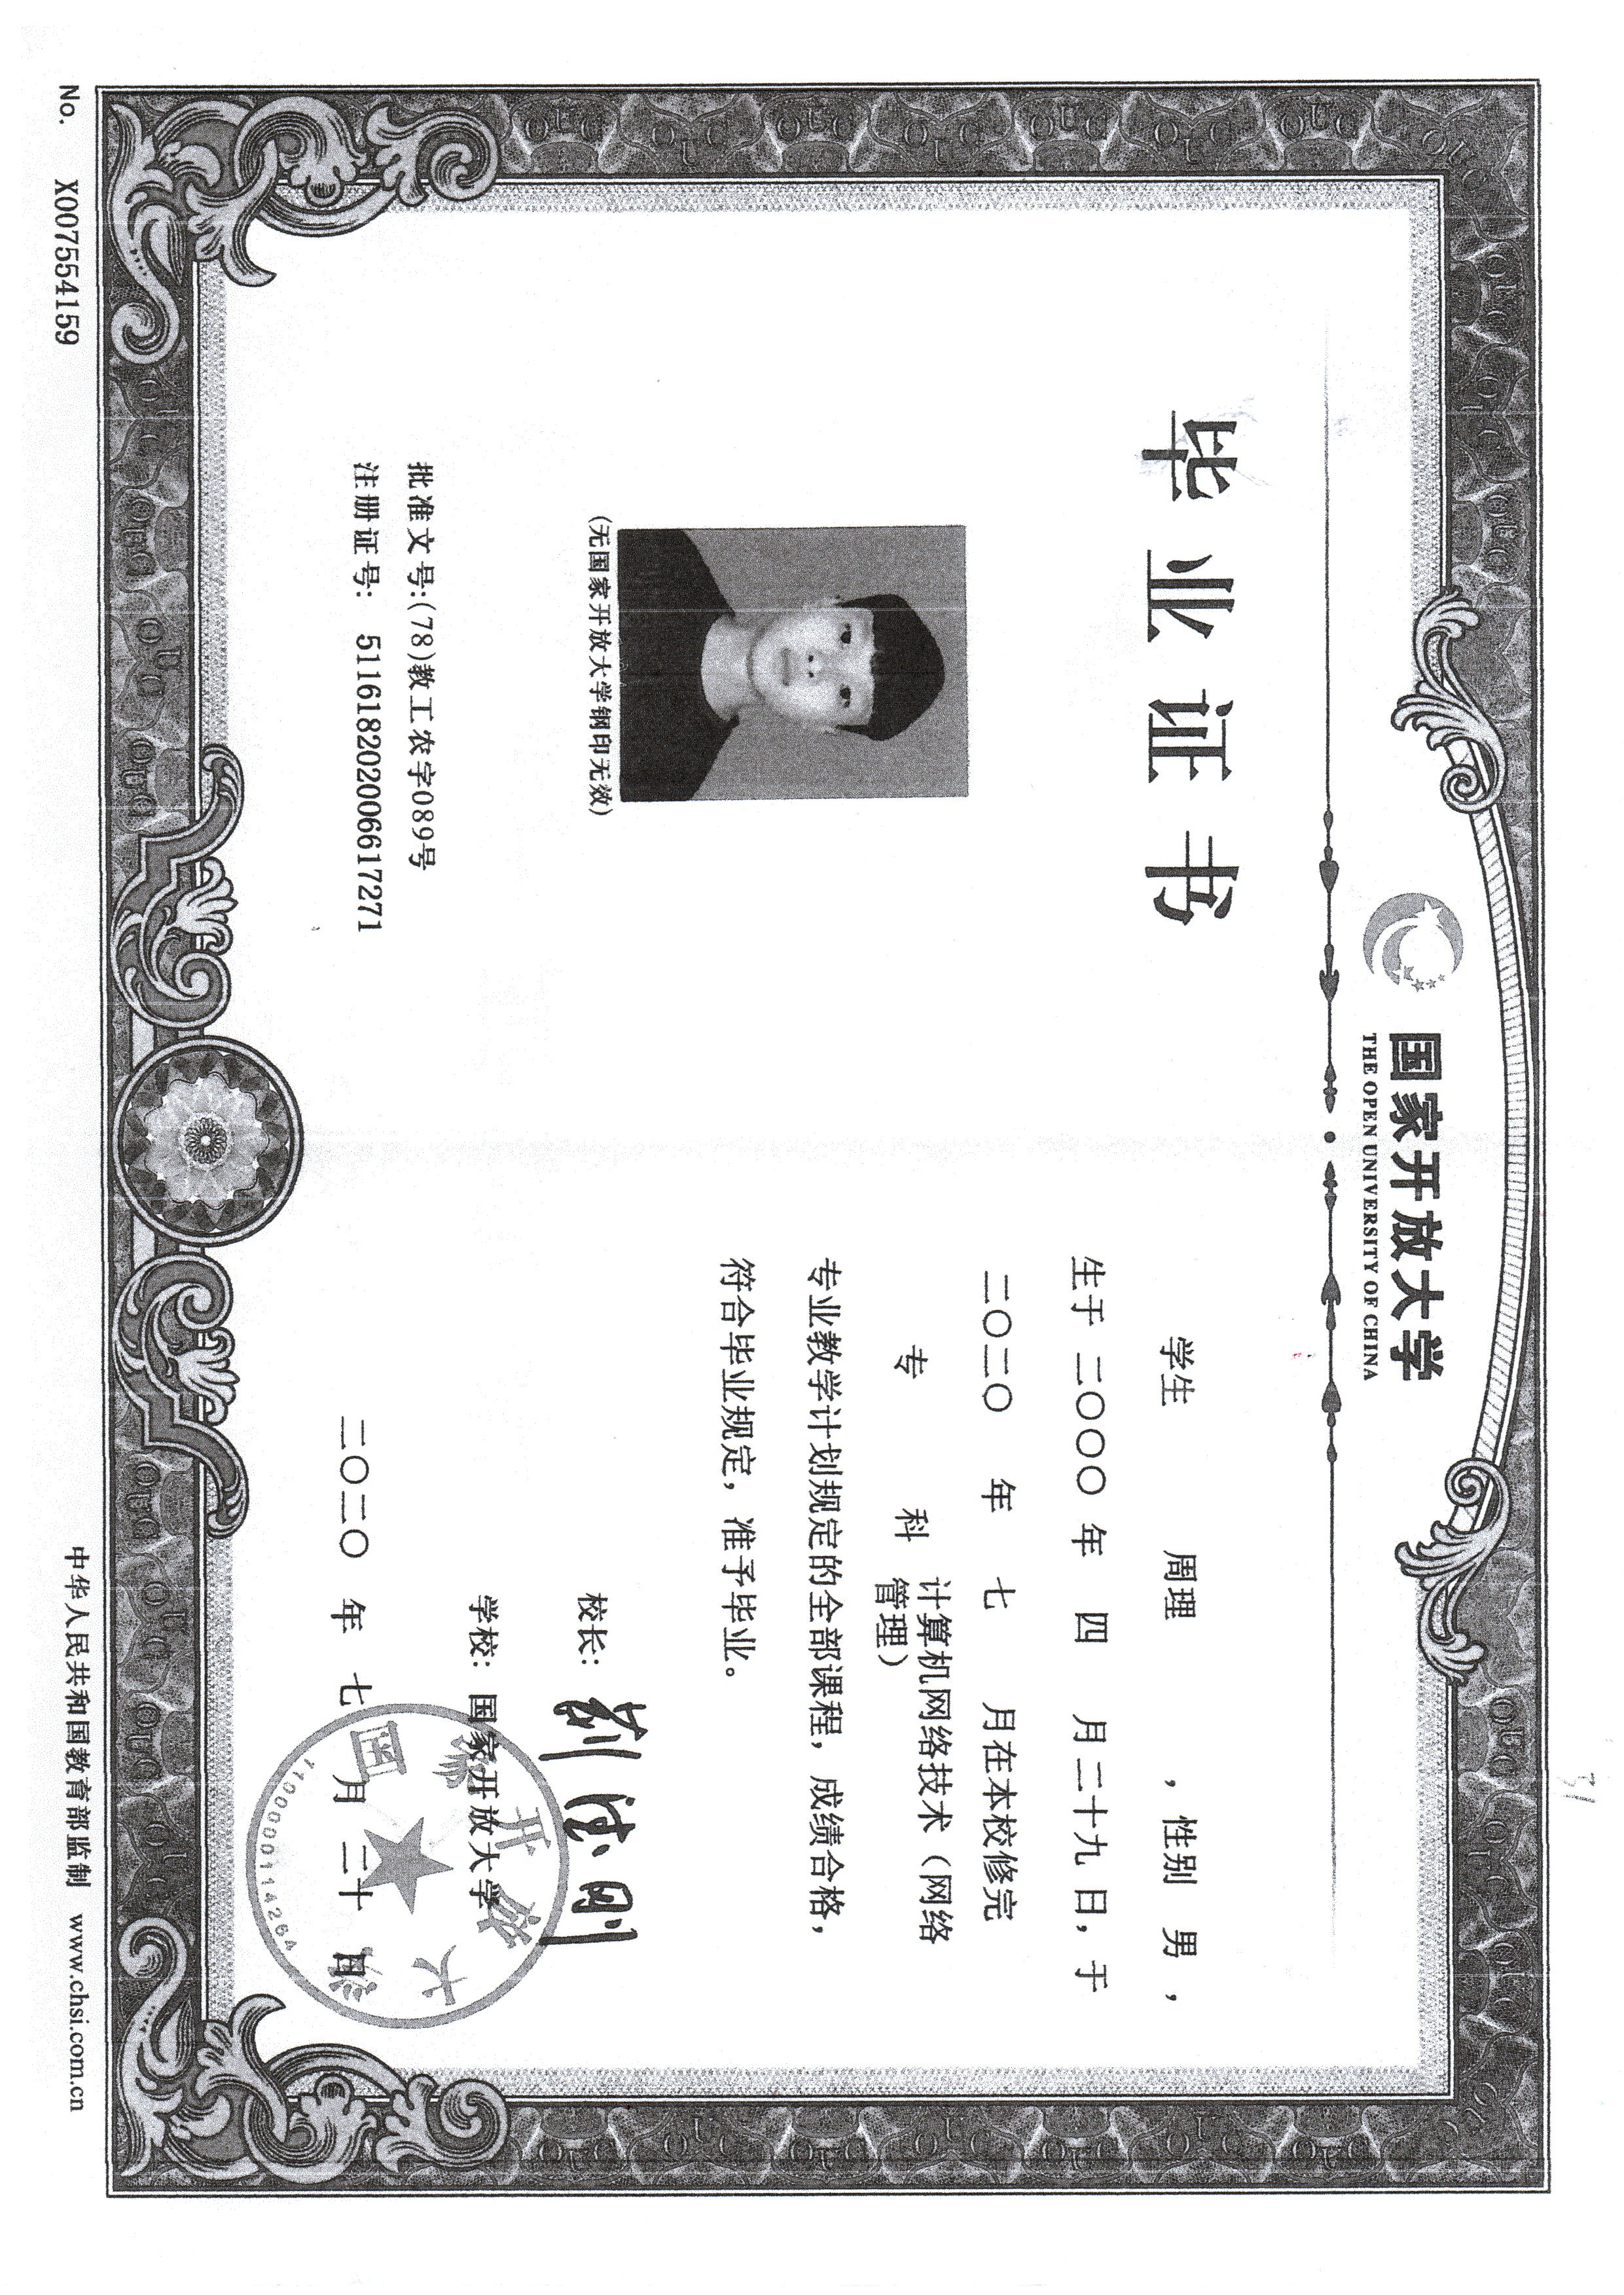 国家开放大学
THE OPEN UNIVERSITY OF CHINA
毕业证书
(无国家开放大学钢印无效)
批准文号:(78)教工农字089号
注册证号: 511618202006617271
学生 周理 ，性别 男，
生于 二〇〇〇 年 四 月二十九日，于
二〇二〇 年 七 月在本校修完
专 科 计算机网络技术（网络
管理）
专业教学计划规定的全部课程，成绩合格，
符合毕业规定，准予毕业。
校长:
学校: 国家开放大学
二〇二〇 年 七 月 二十 日
国家开放大学
1100000114264
No. X007554159
中华人民共和国教育部监制 www.chsi.com.cn
31